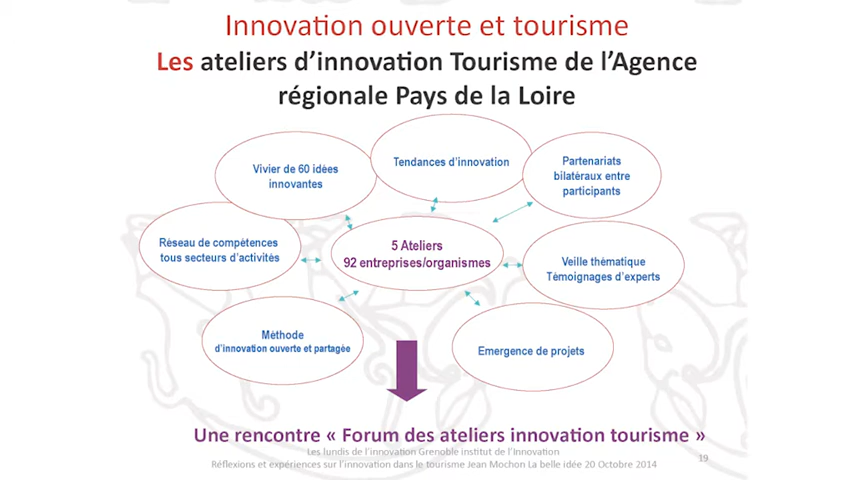 Innovation ouverte et tourisme
Les ateliers d'innovation Tourisme de l'Agence
régionale Pays de la Loire
Vivier de 60 idées
innovantes
Tendances d'innovation
Partenariats
bilatéraux entre
participants
Réseau de compétences
tous secteurs d'activités
5 Ateliers
92 entreprises/organismes
Veille thématique
Témoignages d'experts
Méthode
d'innovation ouverte et partagée
Emergence de projets
Une rencontre « Forum des ateliers innovation tourisme »
Les lundis de l'innovation Grenoble institut de l'Innovation
19
Réflexions et expériences sur l'innovation dans le tourisme Jean Mochon La belle idée 20 Octobre 2014